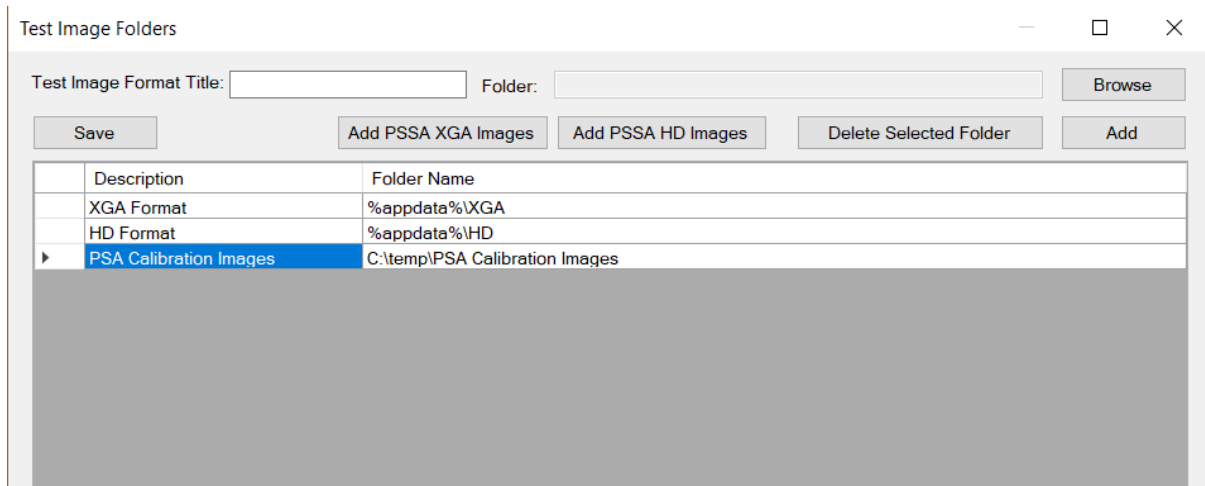 Test Image Folders
Test Image Format Title: Folder: Browse
Save Add PSSA XGA Images Add PSSA HD Images Delete Selected Folder Add
Description Folder Name
XGA Format %appdata%\XGA
HD Format %appdata%\HD
PSA Calibration Images C:\temp\PSA Calibration Images